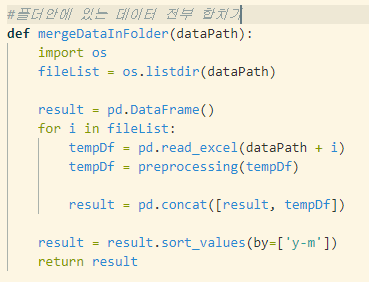 #폴더안에 있는 데이터 전부 합치기
def mergeDataInFolder(dataPath):
    import os
    fileList = os.listdir(dataPath)

    result = pd.DataFrame()
    for i in fileList:
        tempDf = pd.read_excel(dataPath + i)
        tempDf = preprocessing(tempDf)

        result = pd.concat([result, tempDf])

    result = result.sort_values(by=['y-m'])
    return result